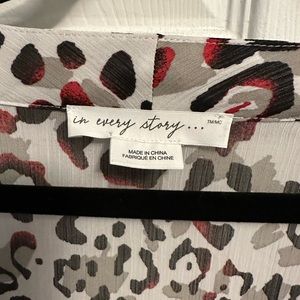 in every story...
TM/MC
MADE IN CHINA
FABRIQUÉ EN CHINE